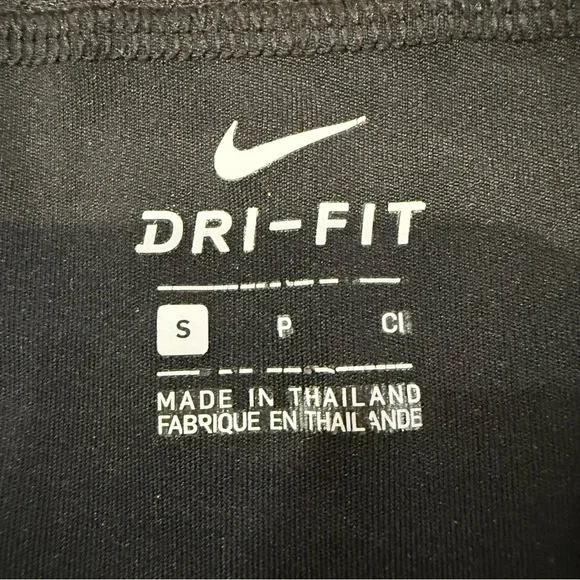 DRI-FIT
S P CH
MADE IN THAILAND
FABRIQUE EN THAILANDE